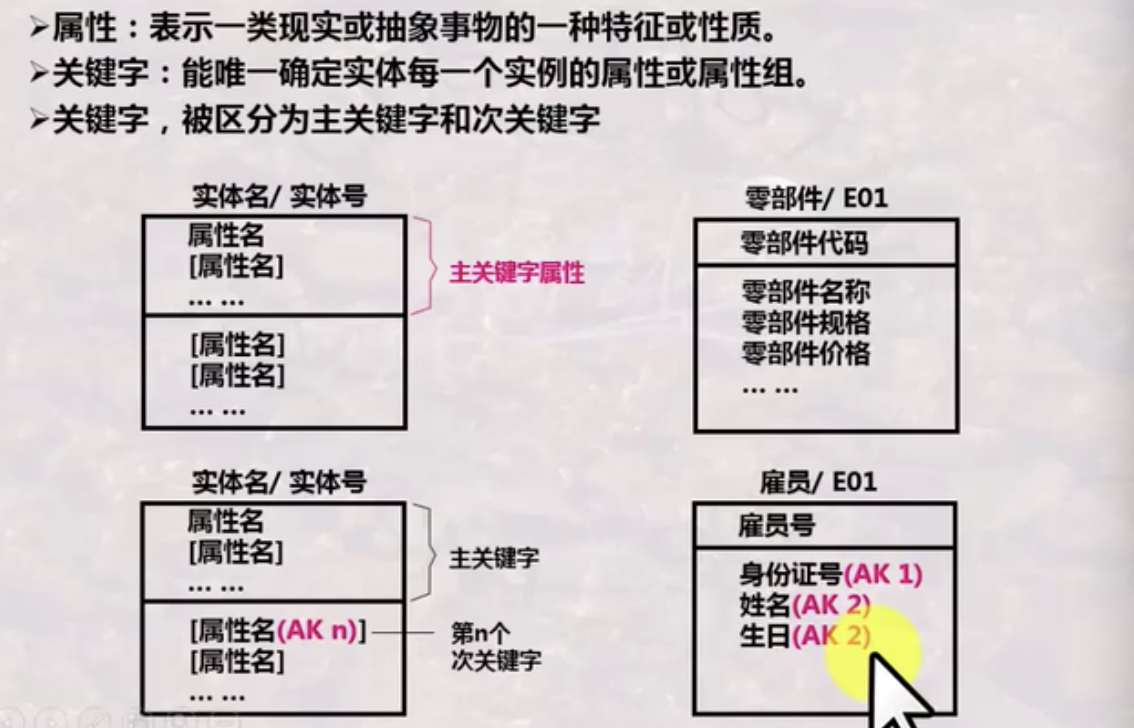 ➢属性：表示一类现实或抽象事物的一种特征或性质。
➢关键字：能唯一确定实体每一个实例的属性或属性组。
➢关键字，被区分为主关键字和次关键字
实体名/ 实体号
属性名
[属性名]
... ...
主关键字属性
[属性名]
[属性名]
... ...
零部件/ E01
零部件代码
零部件名称
零部件规格
零部件价格
... ...
实体名/ 实体号
属性名
[属性名]
... ...
主关键字
[属性名(AK n)]
第n个
次关键字
[属性名]
... ...
雇员/ E01
雇员号
身份证号(AK 1)
姓名(AK 2)
生日(AK 2)